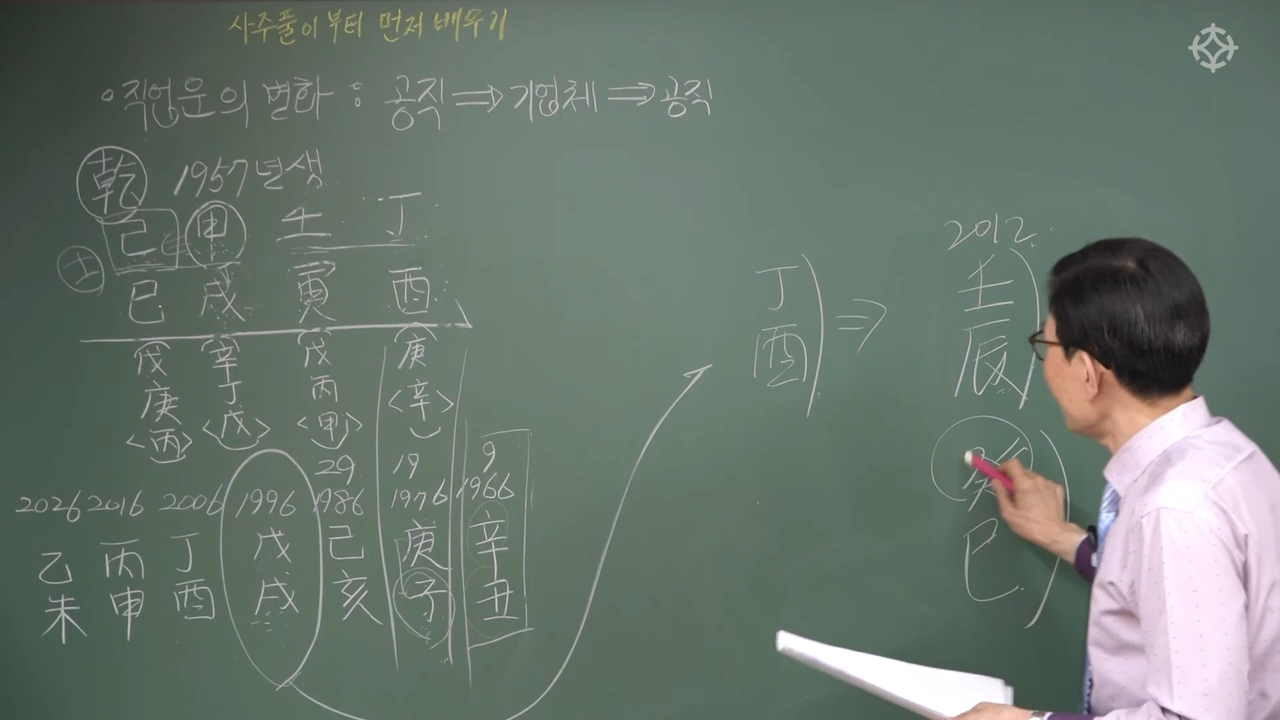 사주풀이부터 먼저 배우기
◦직업운의 변화 : 공직 ⇒ 기업체 ⇒ 공직
乾 1957년생
己 甲 壬 丁
土
巳 戌 寅 酉
戊 辛 戊 庚
庚 丁 丙 <辛>
<丙> <戊> <甲>
29 19 9
2026 2016 2006 1996 1986 1976 1966
乙 丙 丁 戊 己 庚 辛
未 申 酉 戌 亥 子 丑
丁
酉
⇒
2012.
壬
辰
癸
巳